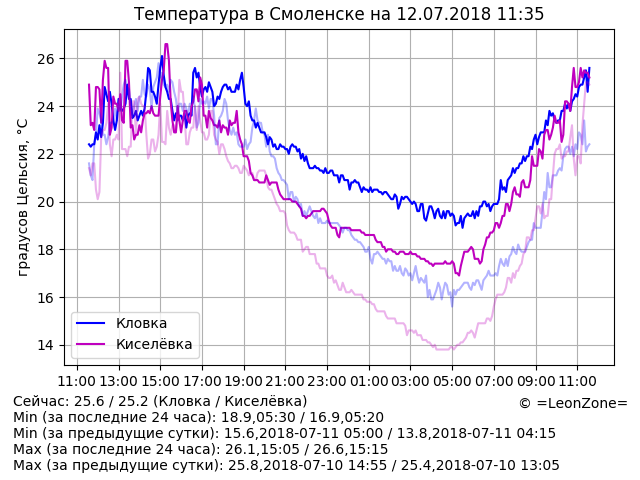 Температура в Смоленске на 12.07.2018 11:35
градусов Цельсия, °C
26
24
22
20
18
16
14
Кловка
Киселёвка
11:00 13:00 15:00 17:00 19:00 21:00 23:00 01:00 03:00 05:00 07:00 09:00 11:00
Сейчас: 25.6 / 25.2 (Кловка / Киселёвка)
© =LeonZone=
Min (за последние 24 часа): 18.9,05:30 / 16.9,05:20
Min (за предыдущие сутки): 15.6,2018-07-11 05:00 / 13.8,2018-07-11 04:15
Max (за последние 24 часа): 26.1,15:05 / 26.6,15:15
Max (за предыдущие сутки): 25.8,2018-07-10 14:55 / 25.4,2018-07-10 13:05